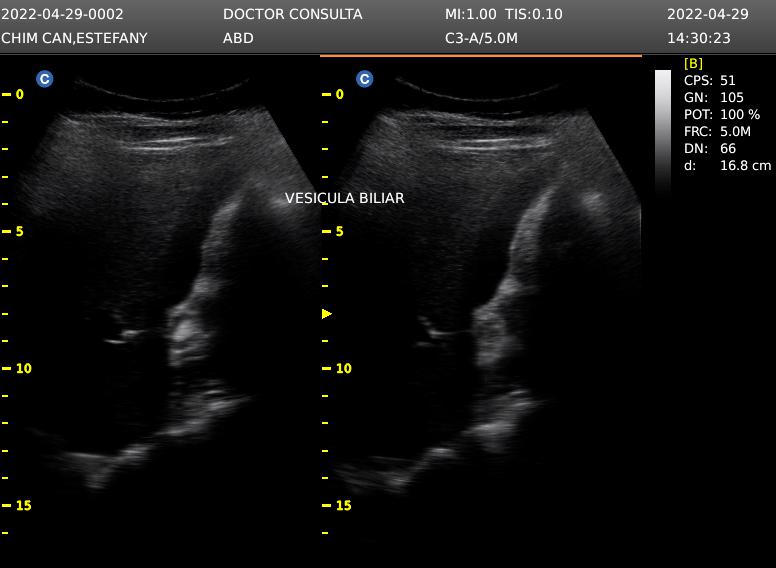 2022-04-29-0002 DOCTOR CONSULTA MI:1.00 TIS:0.10 2022-04-29
CHIM CAN,ESTEFANY ABD C3-A/5.0M 14:30:23
C C
[B]
CPS: 51
GN: 105
POT: 100 %
FRC: 5.0M
DN: 66
d: 16.8 cm
0 0
VESICULA BILIAR
5 5
10 10
15 15